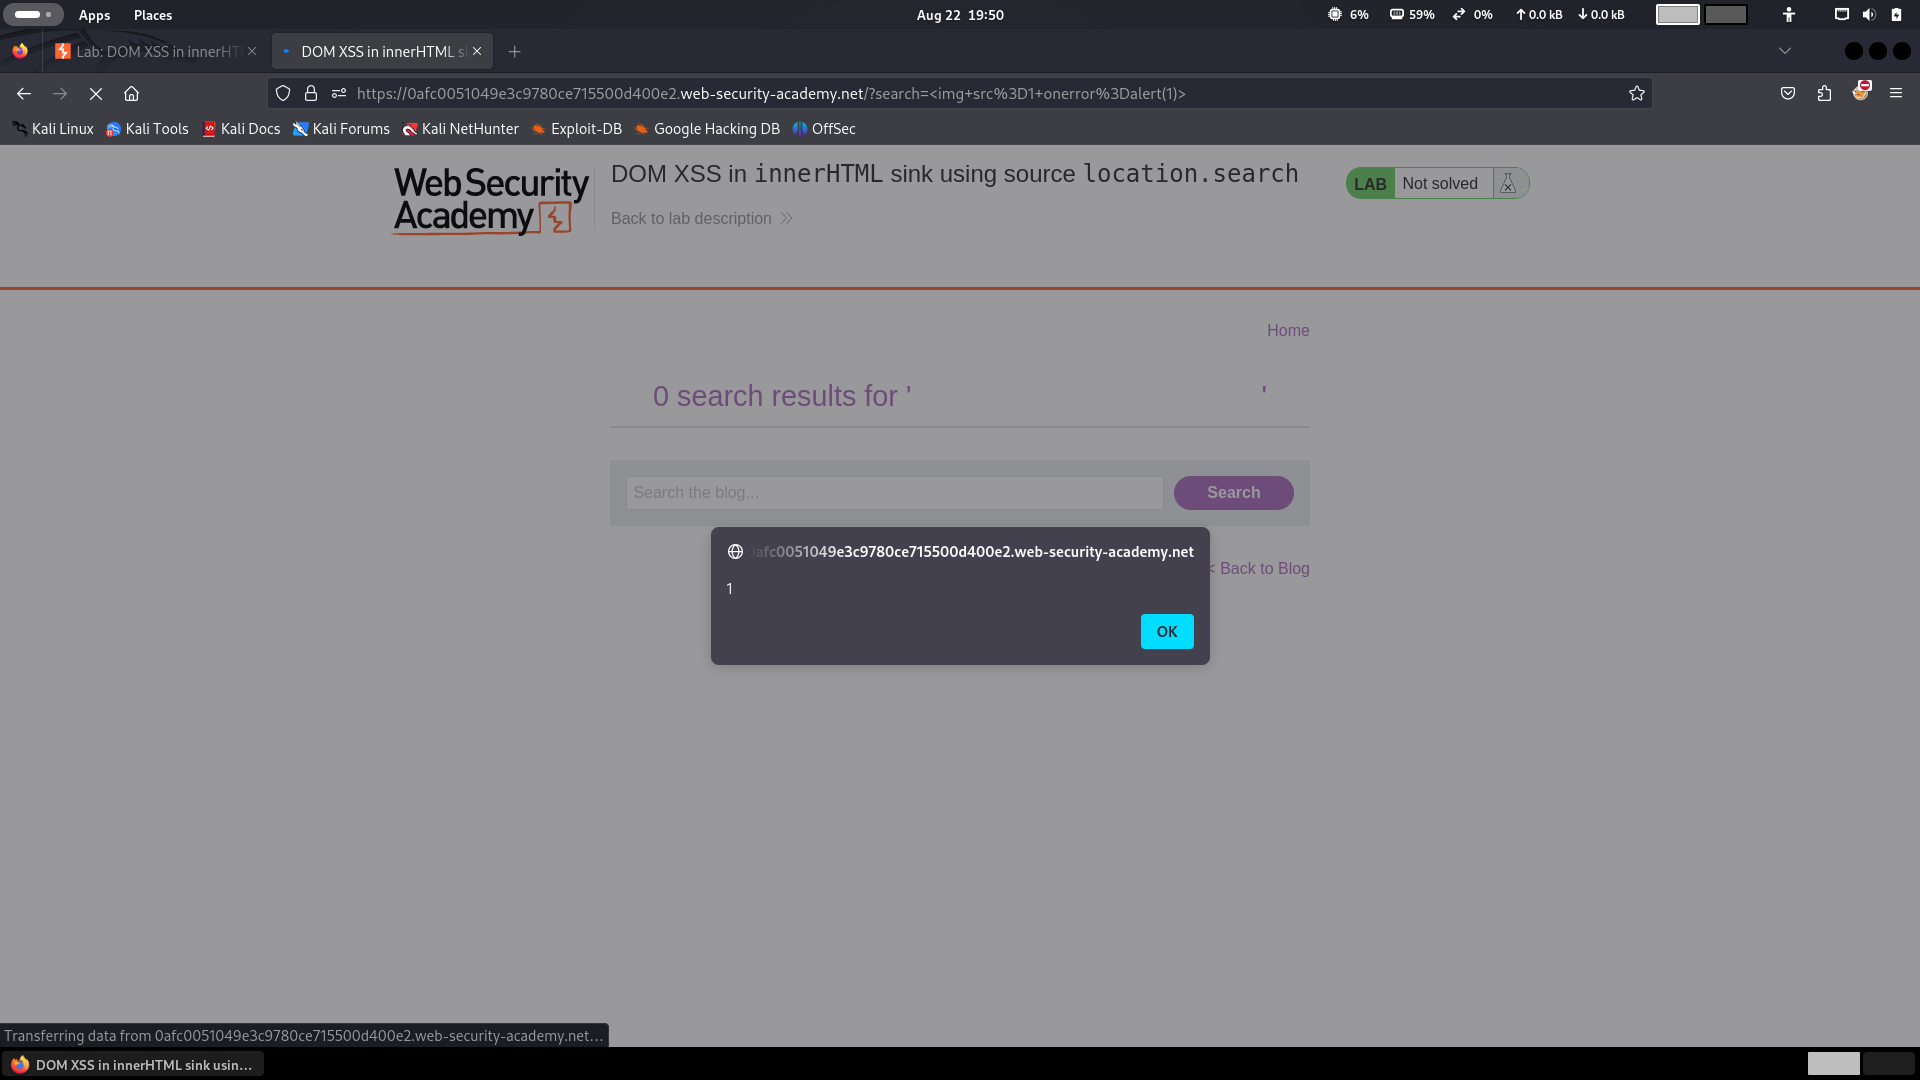 Apps Places Aug 22 19:50 6% 59% 0% 0.0 kB 0.0 kB
Lab: DOM XSS in innerHT DOM XSS in innerHTML s
https://0afc0051049e3c9780ce715500d400e2.web-security-academy.net/?search=<img+src%3D1+onerror%3Dalert(1)>
Kali Linux Kali Tools Kali Docs Kali Forums Kali NetHunter Exploit-DB Google Hacking DB OffSec
WebSecurity
Academy
DOM XSS in innerHTML sink using source location.search
Back to lab description
LAB Not solved
Home
0 search results for ' '
Search the blog... Search
0afc0051049e3c9780ce715500d400e2.web-security-academy.net
< Back to Blog
1
OK
Transferring data from 0afc0051049e3c9780ce715500d400e2.web-security-academy.net…
DOM XSS in innerHTML sink usin…